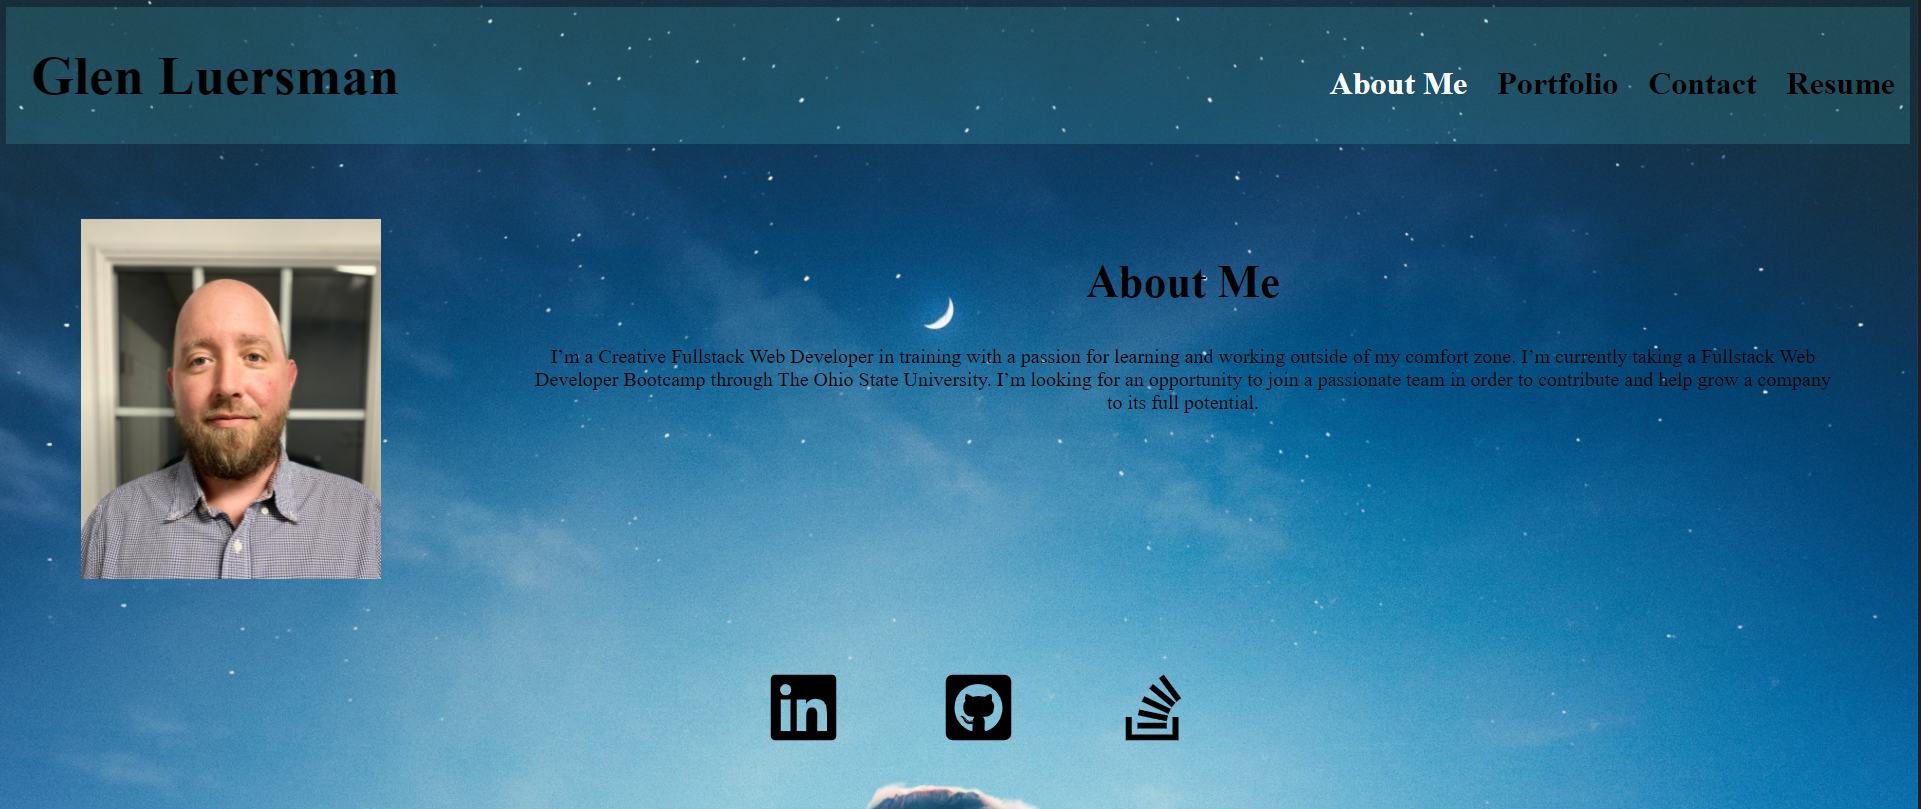 Glen Luersman
About Me Portfolio Contact Resume
About Me
I’m a Creative Fullstack Web Developer in training with a passion for learning and working outside of my comfort zone. I’m currently taking a Fullstack Web
Developer Bootcamp through The Ohio State University. I’m looking for an opportunity to join a passionate team in order to contribute and help grow a company
to its full potential.
in